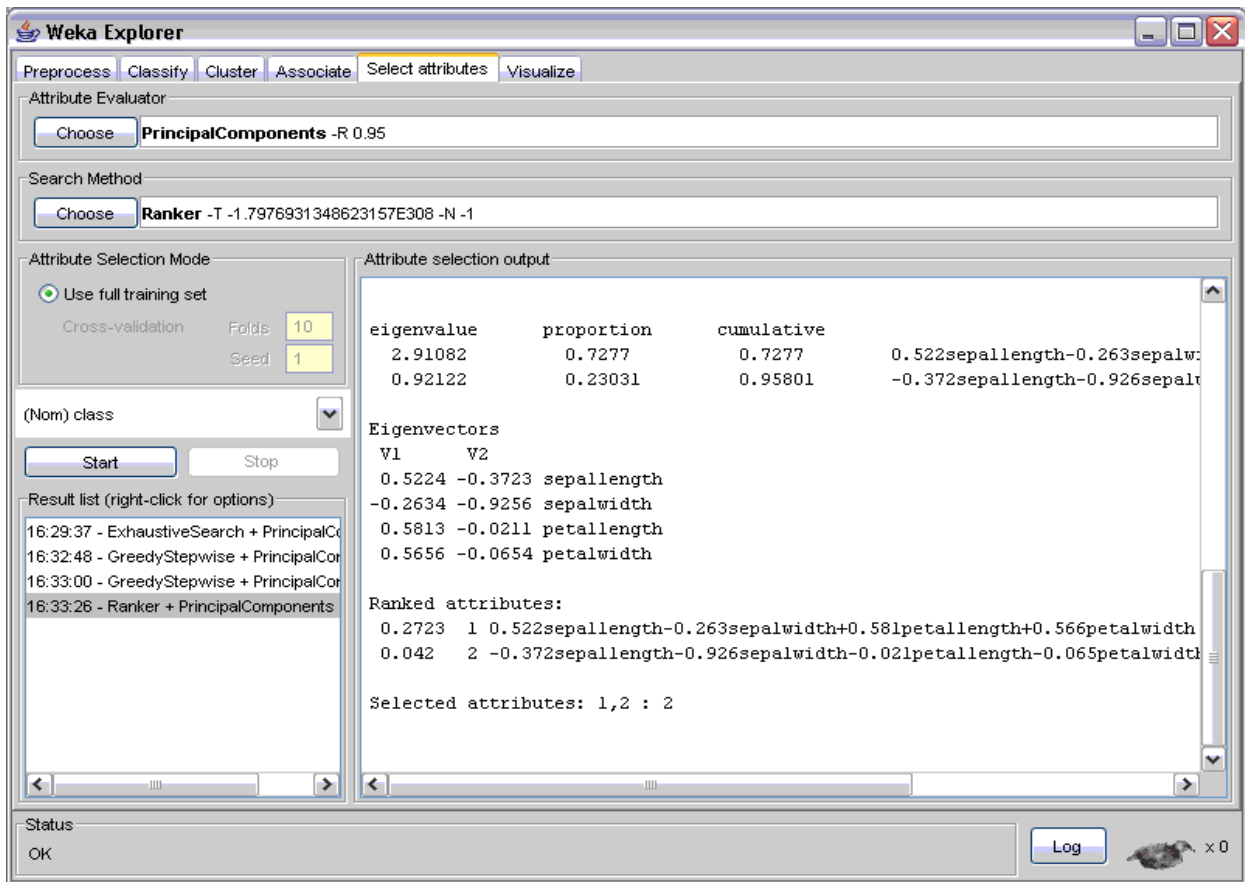 Weka Explorer
Preprocess Classify Cluster Associate Select attributes Visualize
Attribute Evaluator
Choose PrincipalComponents -R 0.95
Search Method
Choose Ranker -T -1.7976931348623157E308 -N -1
Attribute Selection Mode
Use full training set
Cross-validation Folds 10
Seed 1
(Nom) class
Start Stop
Result list (right-click for options)
16:29:37 - ExhaustiveSearch + PrincipalCo
16:32:48 - GreedyStepwise + PrincipalCor
16:33:00 - GreedyStepwise + PrincipalCor
16:33:26 - Ranker + PrincipalComponents
Attribute selection output
eigenvalue proportion cumulative
2.91082 0.7277 0.7277 0.522sepallength-0.263sepalwi
0.92122 0.23031 0.95801 -0.372sepallength-0.926sepalw
Eigenvectors
V1 V2
0.5224 -0.3723 sepallength
-0.2634 -0.9256 sepalwidth
0.5813 -0.0211 petallength
0.5656 -0.0654 petalwidth
Ranked attributes:
0.2723 1 0.522sepallength-0.263sepalwidth+0.581petallength+0.566petalwidth
0.042 2 -0.372sepallength-0.926sepalwidth-0.021petallength-0.065petalwidth
Selected attributes: 1,2 : 2
Status
OK
Log x 0